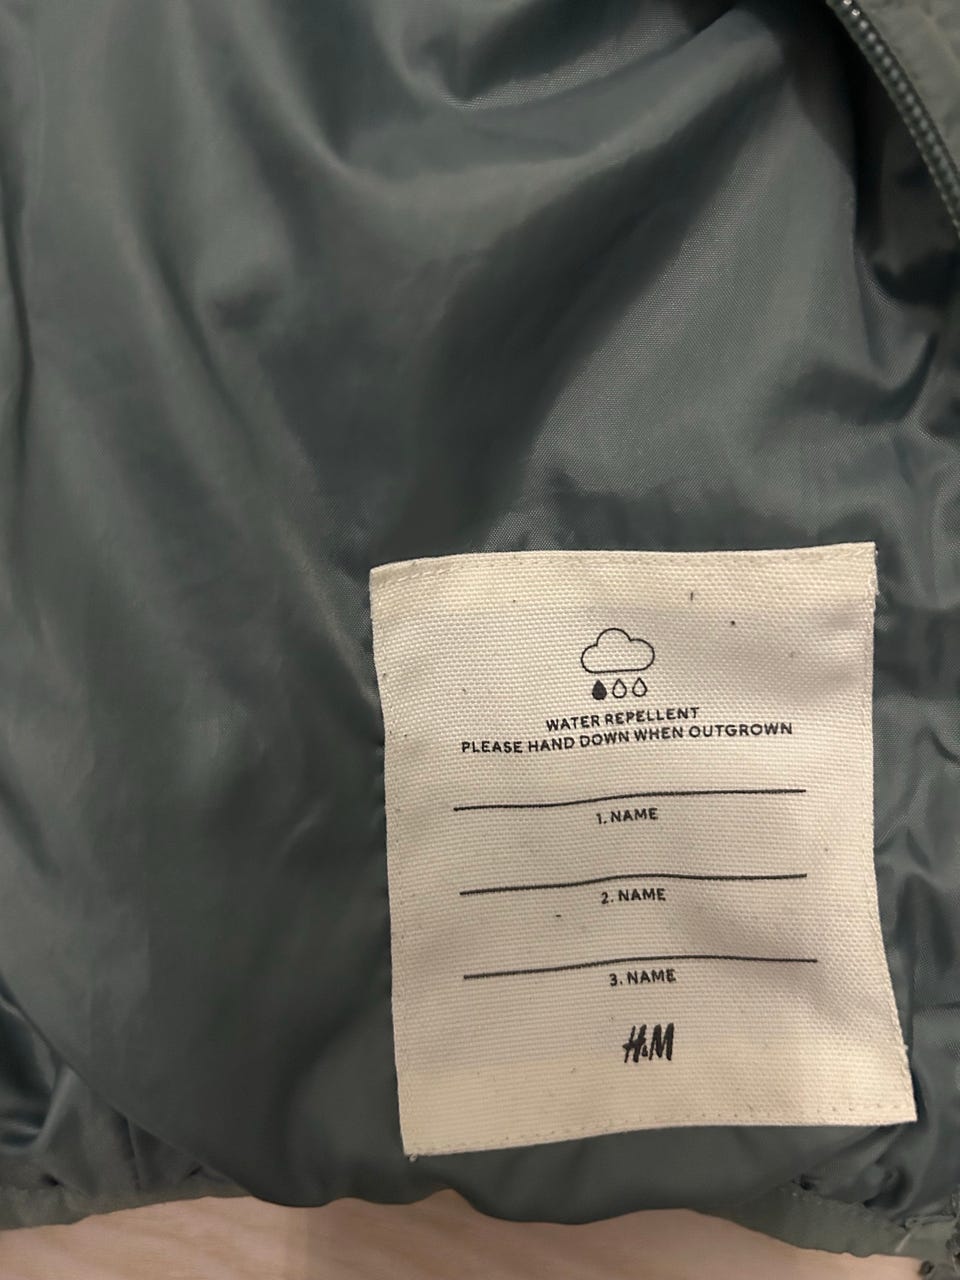 WATER REPELLENT
PLEASE HAND DOWN WHEN OUTGROWN
1. NAME
2. NAME
3. NAME
H&M